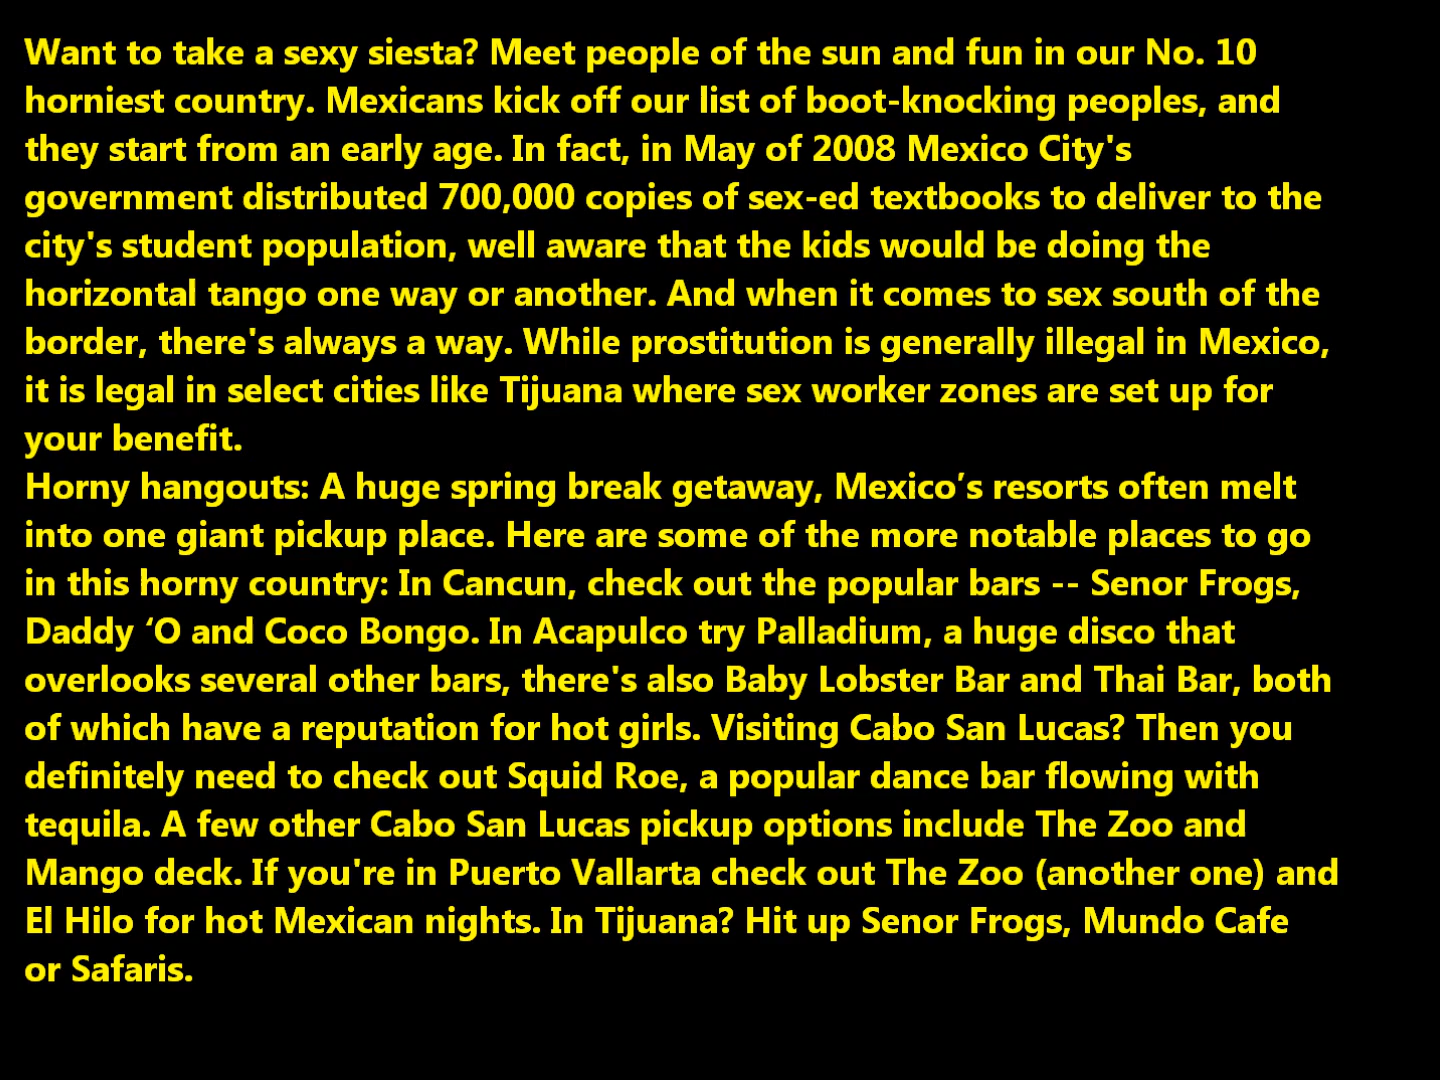 Want to take a sexy siesta? Meet people of the sun and fun in our No. 10
horniest country. Mexicans kick off our list of boot-knocking peoples, and
they start from an early age. In fact, in May of 2008 Mexico City's
government distributed 700,000 copies of sex-ed textbooks to deliver to the
city's student population, well aware that the kids would be doing the
horizontal tango one way or another. And when it comes to sex south of the
border, there's always a way. While prostitution is generally illegal in Mexico,
it is legal in select cities like Tijuana where sex worker zones are set up for
your benefit.
Horny hangouts: A huge spring break getaway, Mexico’s resorts often melt
into one giant pickup place. Here are some of the more notable places to go
in this horny country: In Cancun, check out the popular bars -- Senor Frogs,
Daddy ‘O and Coco Bongo. In Acapulco try Palladium, a huge disco that
overlooks several other bars, there's also Baby Lobster Bar and Thai Bar, both
of which have a reputation for hot girls. Visiting Cabo San Lucas? Then you
definitely need to check out Squid Roe, a popular dance bar flowing with
tequila. A few other Cabo San Lucas pickup options include The Zoo and
Mango deck. If you're in Puerto Vallarta check out The Zoo (another one) and
El Hilo for hot Mexican nights. In Tijuana? Hit up Senor Frogs, Mundo Cafe
or Safaris.